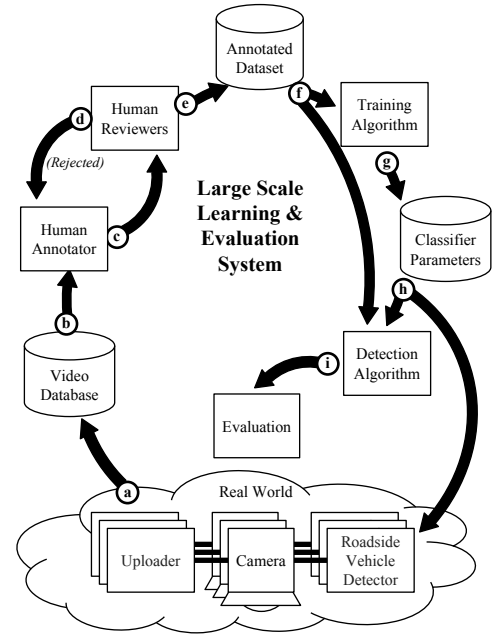 Annotated
Dataset
f
e
Human
Reviewers
d
(Rejected)
Training
Algorithm
g
Large Scale
Learning &
Evaluation
System
Human
Annotator
c
Classifier
Parameters
h
b
Video
Database
Detection
Algorithm
i
Evaluation
a
Real World
Uploader
Camera
Roadside
Vehicle
Detector